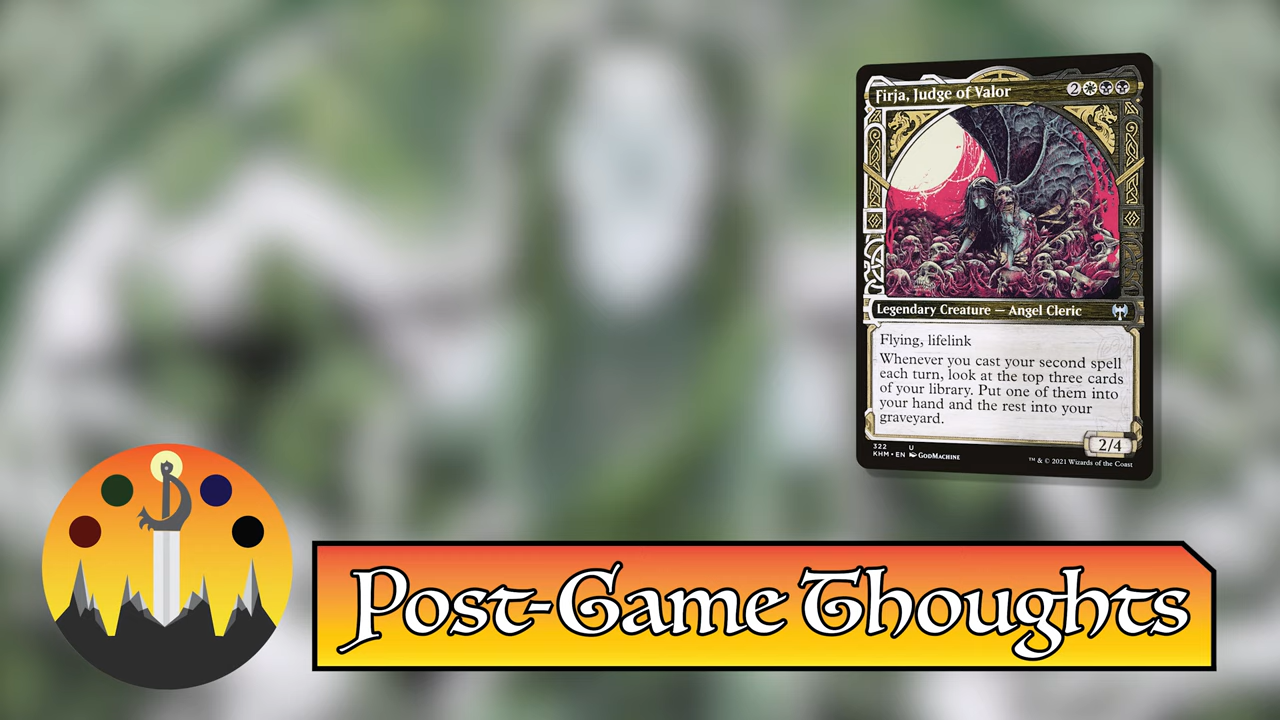 Firja, Judge of Valor 2
Legendary Creature — Angel Cleric
Flying, lifelink
Whenever you cast your second spell
each turn, look at the top three cards
of your library. Put one of them into
your hand and the rest into your
graveyard.
2/4
322 U
KHM • EN GODMACHINE
™ & © 2021 Wizards of the Coast
Post-Game Thoughts